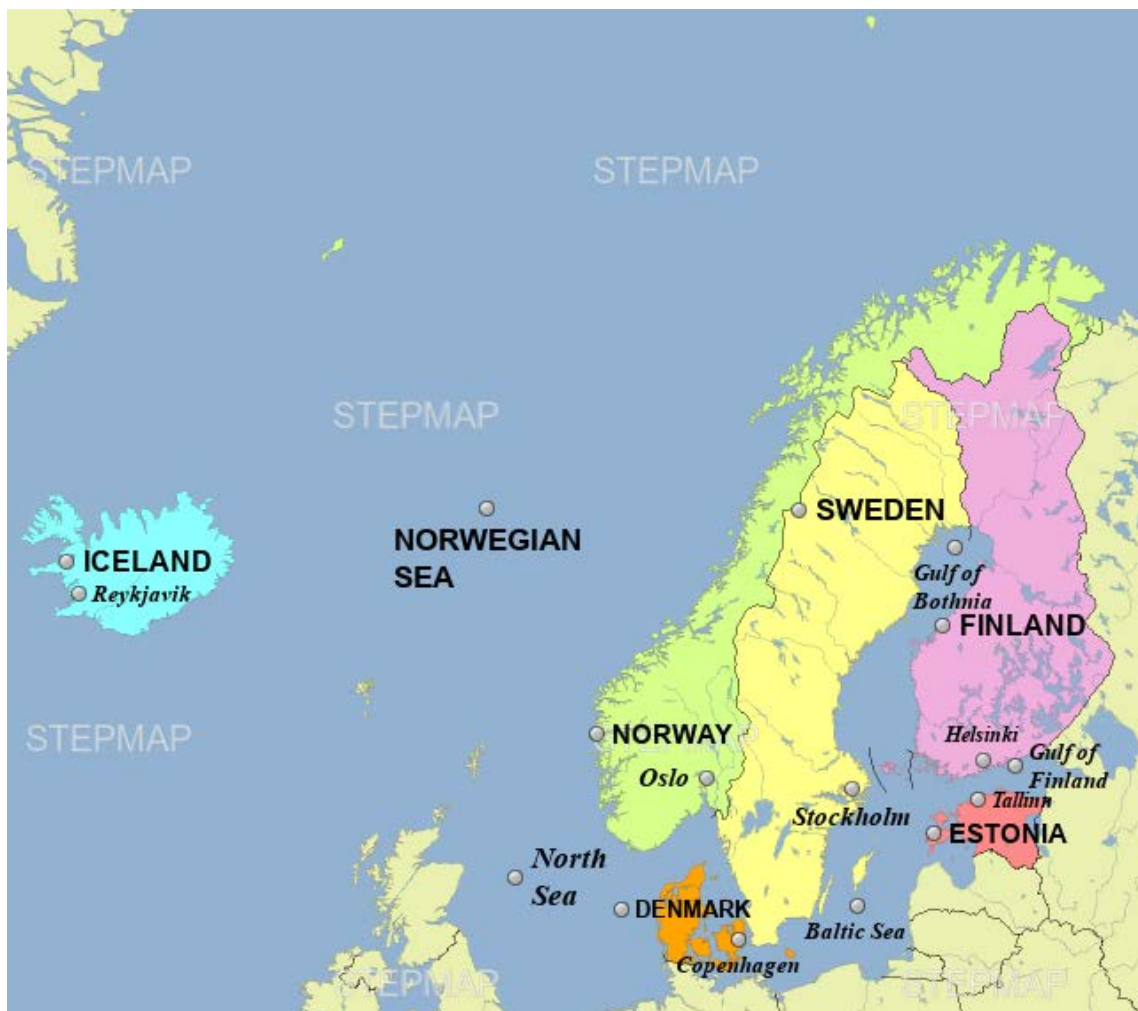 STEPMAP
STEPMAP
STEPMAP
STEPMAP
SWEDEN
NORWEGIAN
SEA
ICELAND
Reykjavik
Gulf of
Bothnia
FINLAND
STEPMAP
NORWAY
STEPMAP
Helsinki
Gulf of
Finland
Oslo
Tallinn
Stockholm
ESTONIA
North
Sea
DENMARK
Baltic Sea
Copenhagen
STEPMAP
STEPMAP